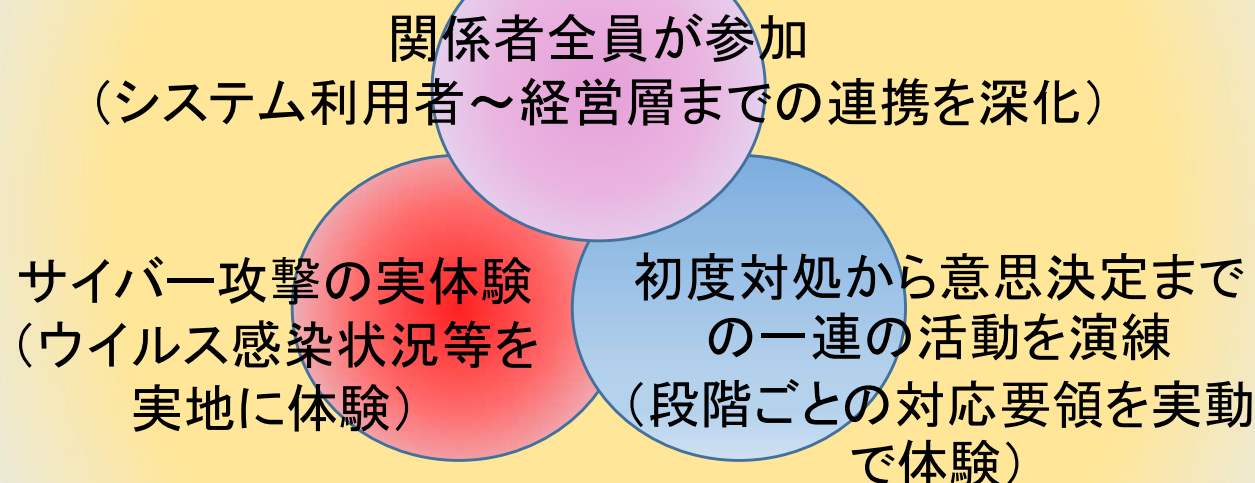 関係者全員が参加
（システム利用者～経営層までの連携を深化）
サイバー攻撃の実体験
（ウイルス感染状況等を
実地に体験）
初度対処から意思決定まで
の一連の活動を演練
（段階ごとの対応要領を実動
で体験）